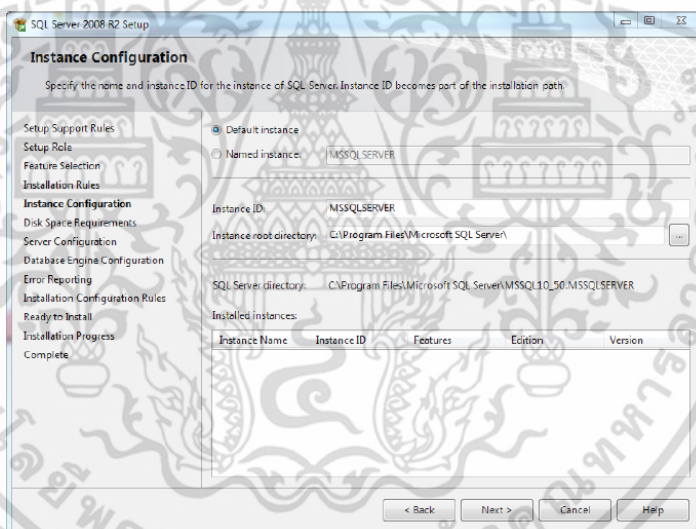 SQL Server 2008 R2 Setup
Instance Configuration
Specify the name and instance ID for the instance of SQL Server. Instance ID becomes part of the installation path.
Setup Support Rules
Setup Role
Feature Selection
Installation Rules
Instance Configuration
Disk Space Requirements
Server Configuration
Database Engine Configuration
Error Reporting
Installation Configuration Rules
Ready to Install
Installation Progress
Complete
Default instance
Named instance: MSSQLSERVER
Instance ID: MSSQLSERVER
Instance root directory: C:\Program Files\Microsoft SQL Server\ ...
SQL Server directory: C:\Program Files\Microsoft SQL Server\MSSQL10_50.MSSQLSERVER
Installed instances:
Instance Name Instance ID Features Edition Version
< Back Next > Cancel Help